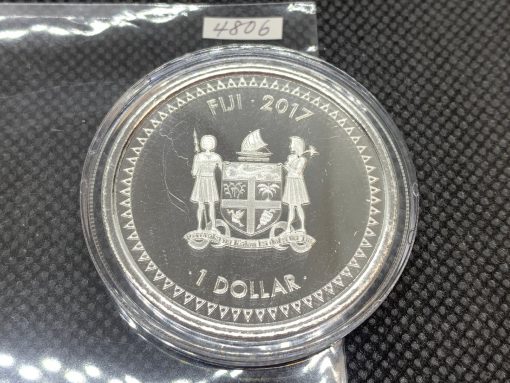 4806
FIJI · 2017
· 1 DOLLAR ·